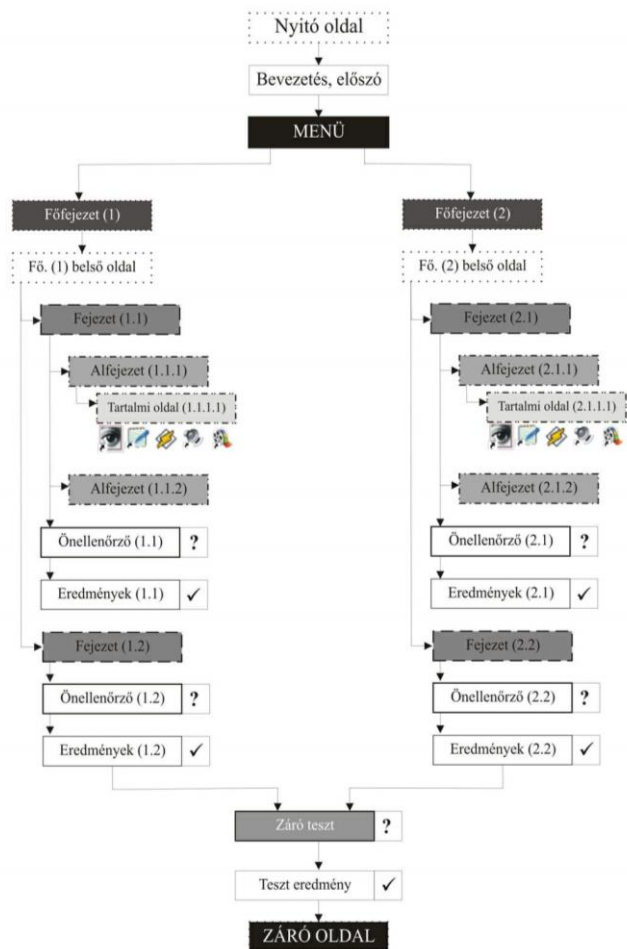 Nyitó oldal
Bevezetés, előszó
MENÜ
Főfejezet (1)
Fő. (1) belső oldal
Fejezet (1.1)
Alfejezet (1.1.1)
Tartalmi oldal (1.1.1.1)
Alfejezet (1.1.2)
Önellenőrző (1.1) ?
Eredmények (1.1) ✓
Fejezet (1.2)
Önellenőrző (1.2) ?
Eredmények (1.2) ✓
Főfejezet (2)
Fő. (2) belső oldal
Fejezet (2.1)
Alfejezet (2.1.1)
Tartalmi oldal (2.1.1.1)
Alfejezet (2.1.2)
Önellenőrző (2.1) ?
Eredmények (2.1) ✓
Fejezet (2.2)
Önellenőrző (2.2) ?
Eredmények (2.2) ✓
Záró teszt ?
Teszt eredmény ✓
ZÁRÓ OLDAL